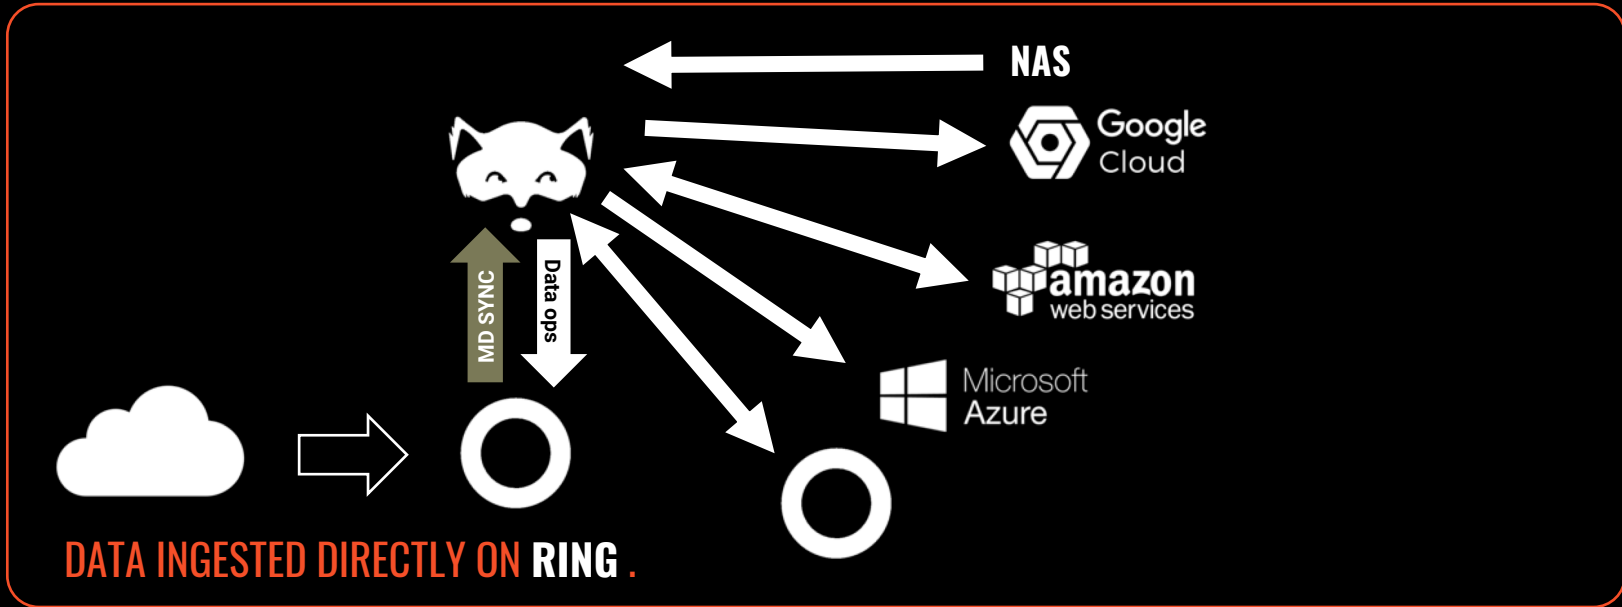 NAS
Google
Cloud
amazon
web services
MD SYNC
Data ops
Microsoft
Azure
DATA INGESTED DIRECTLY ON RING .